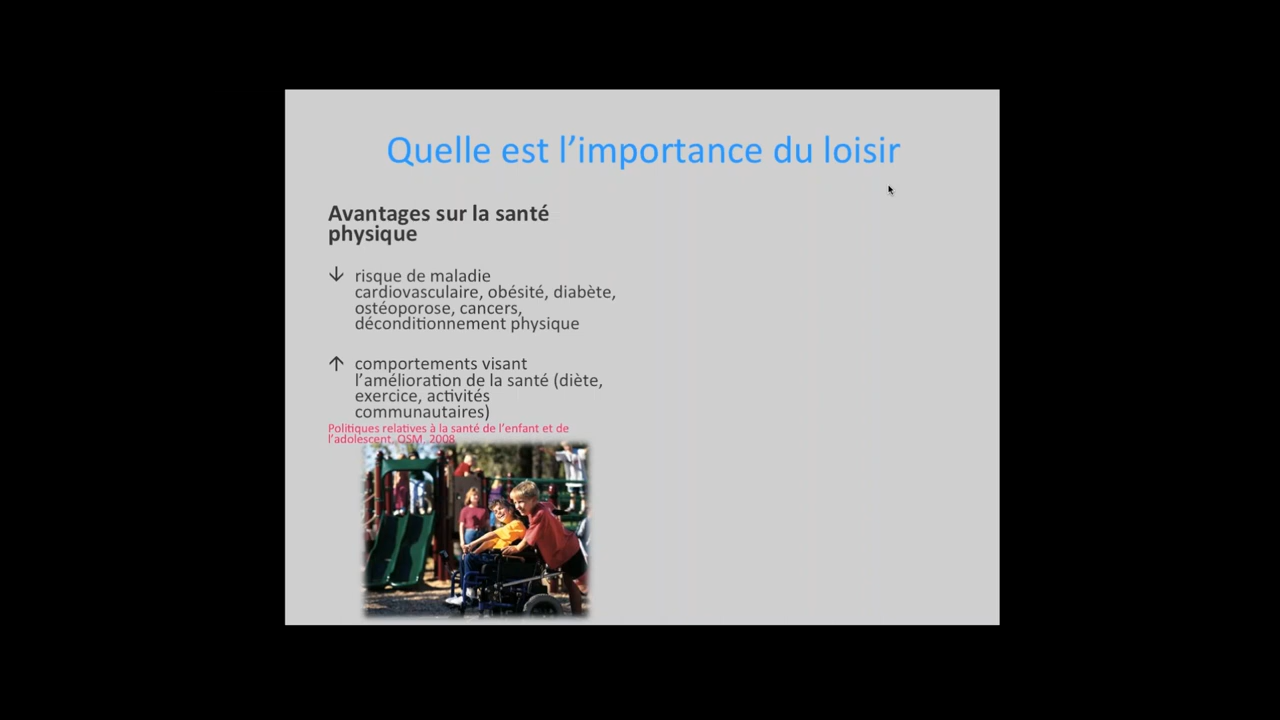 Quelle est l’importance du loisir
Avantages sur la santé
physique
↓ risque de maladie
cardiovasculaire, obésité, diabète,
ostéoporose, cancers,
déconditionnement physique
↑ comportements visant
l’amélioration de la santé (diète,
exercice, activités
communautaires)
Politiques relatives à la santé de l’enfant et de
l’adolescent, OSM, 2008